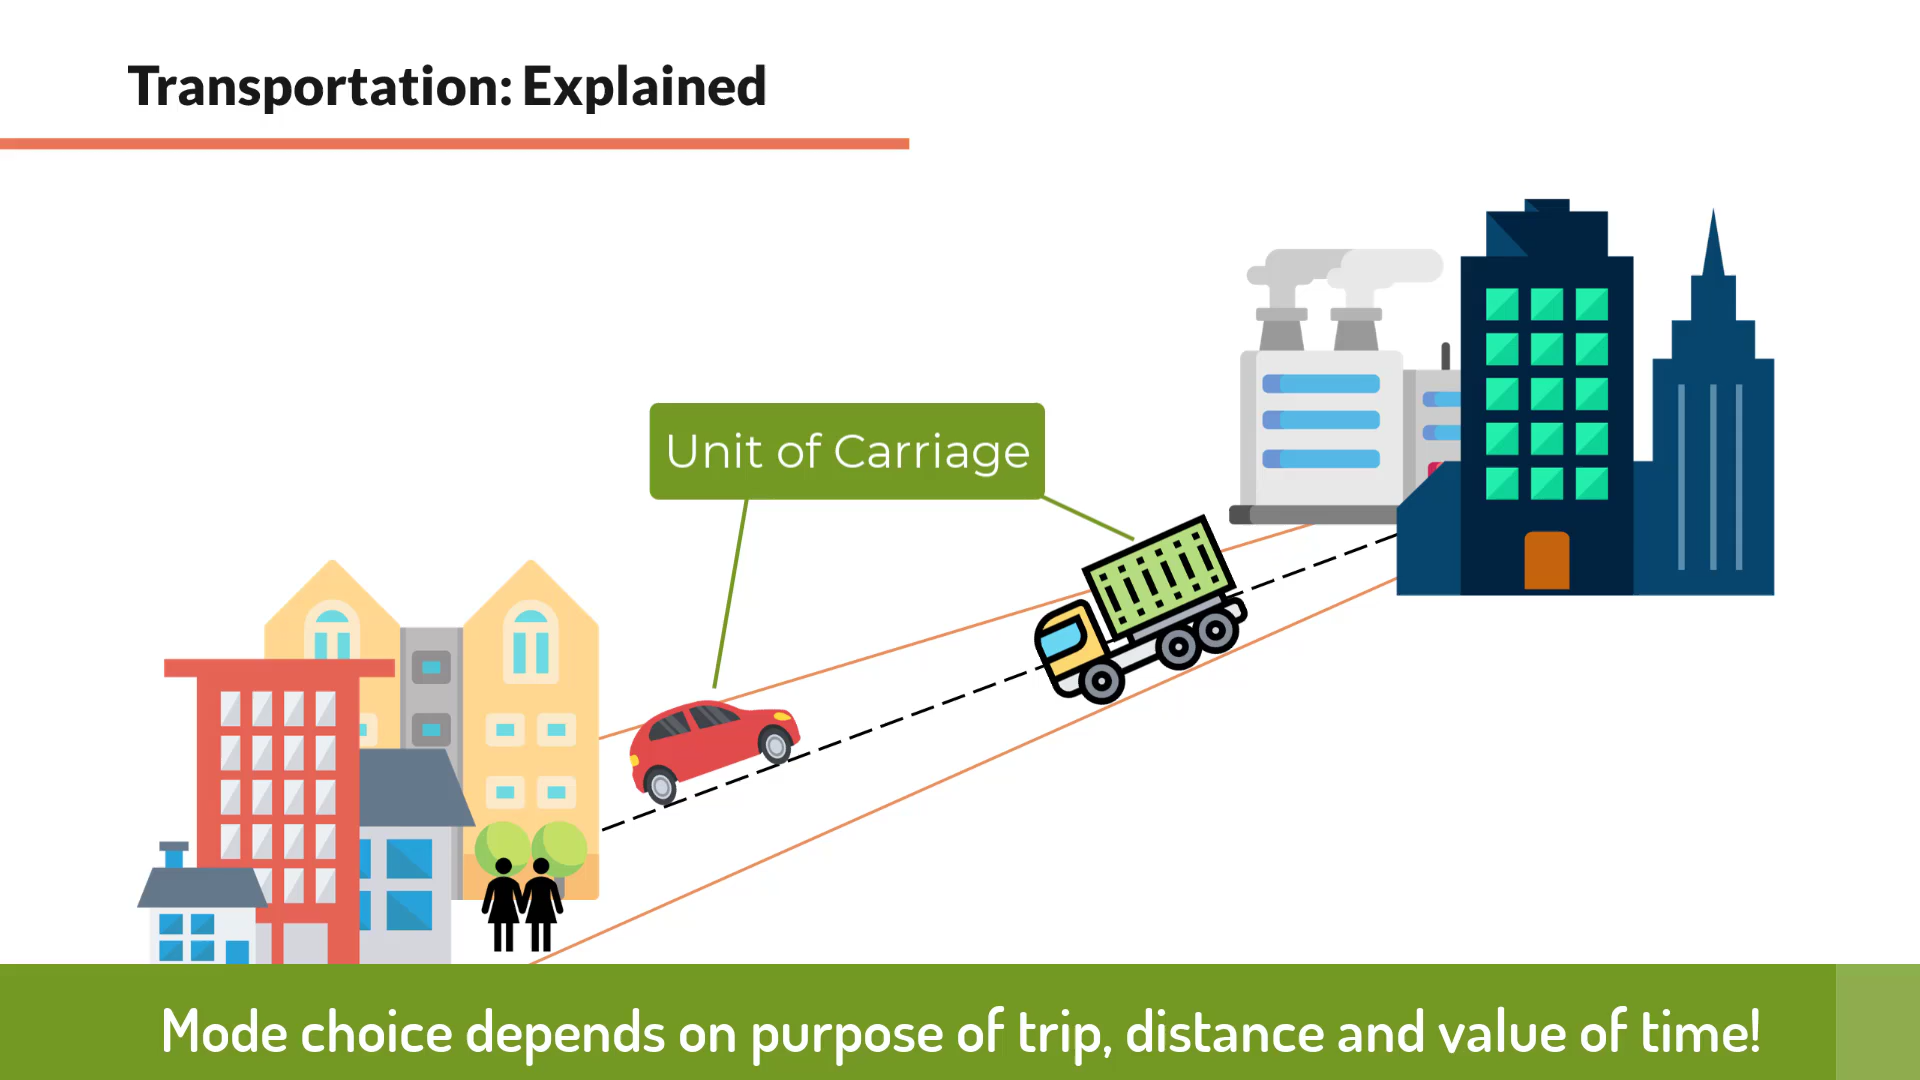 Transportation: Explained
Unit of Carriage
Mode choice depends on purpose of trip, distance and value of time!